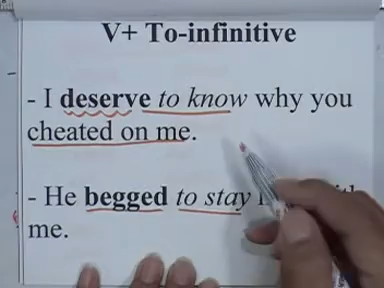 V+ To-infinitive
- I deserve to know why you
cheated on me.
- He begged to stay
me.